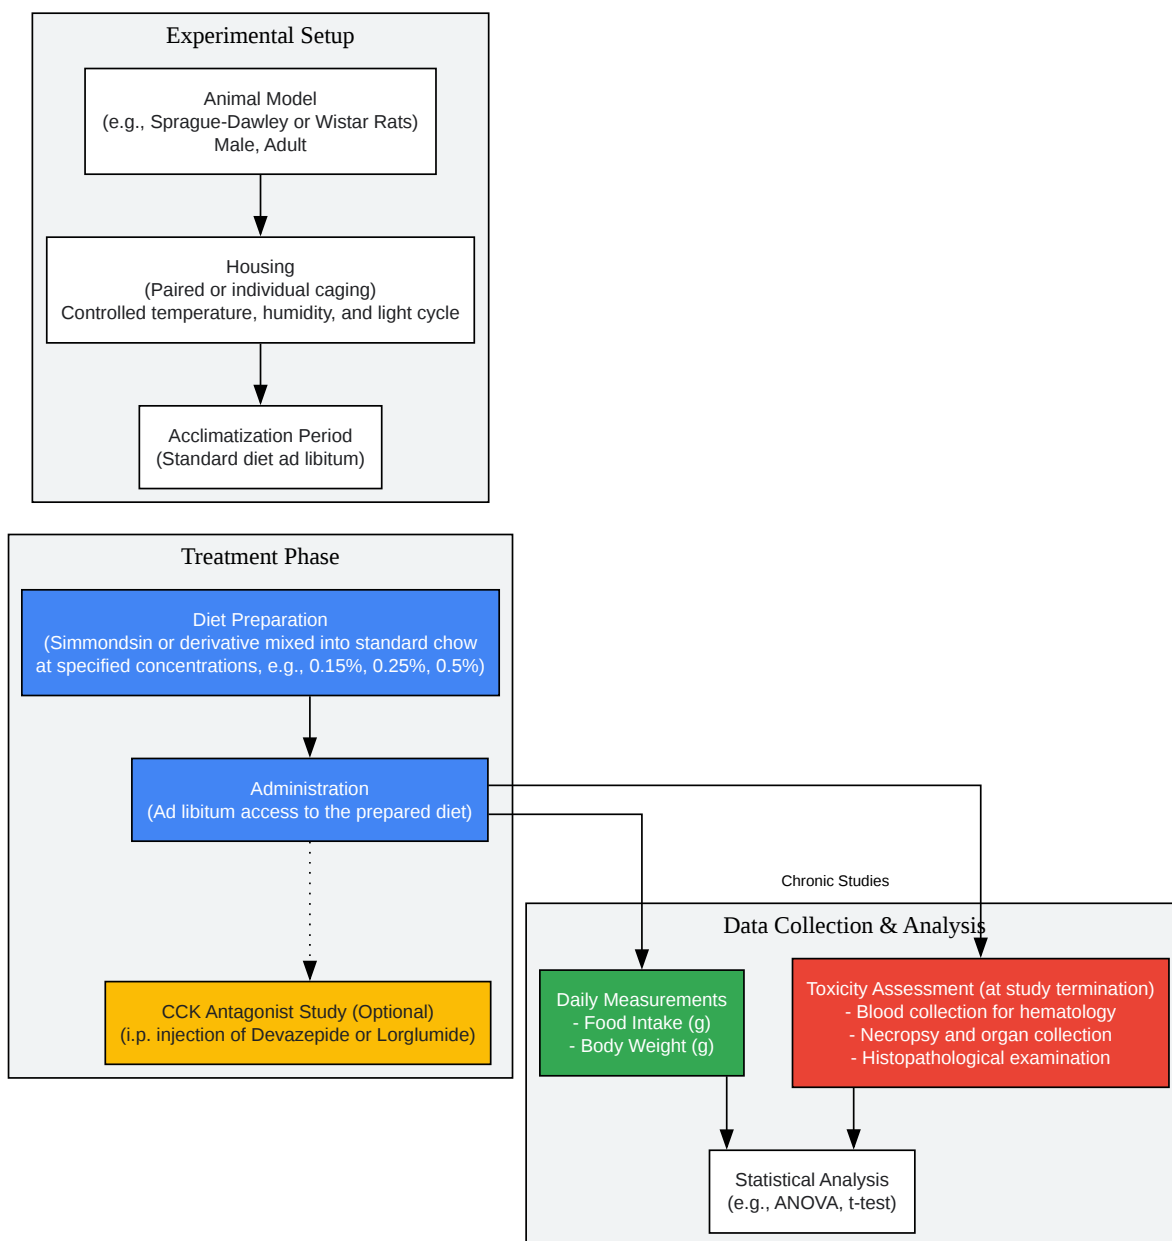 Experimental Setup
Animal Model
(e.g., Sprague-Dawley or Wistar Rats)
Male, Adult
Housing
(Paired or individual caging)
Controlled temperature, humidity, and light cycle
Acclimatization Period
(Standard diet ad libitum)
Treatment Phase
Diet Preparation
(Simmondsin or derivative mixed into standard chow
at specified concentrations, e.g., 0.15%, 0.25%, 0.5%)
Administration
(Ad libitum access to the prepared diet)
CCK Antagonist Study (Optional)
(i.p. injection of Devazepide or Lorglumide)
Chronic Studies
Data Collection & Analysis
Daily Measurements
- Food Intake (g)
- Body Weight (g)
Toxicity Assessment (at study termination)
- Blood collection for hematology
- Necropsy and organ collection
- Histopathological examination
Statistical Analysis
(e.g., ANOVA, t-test)